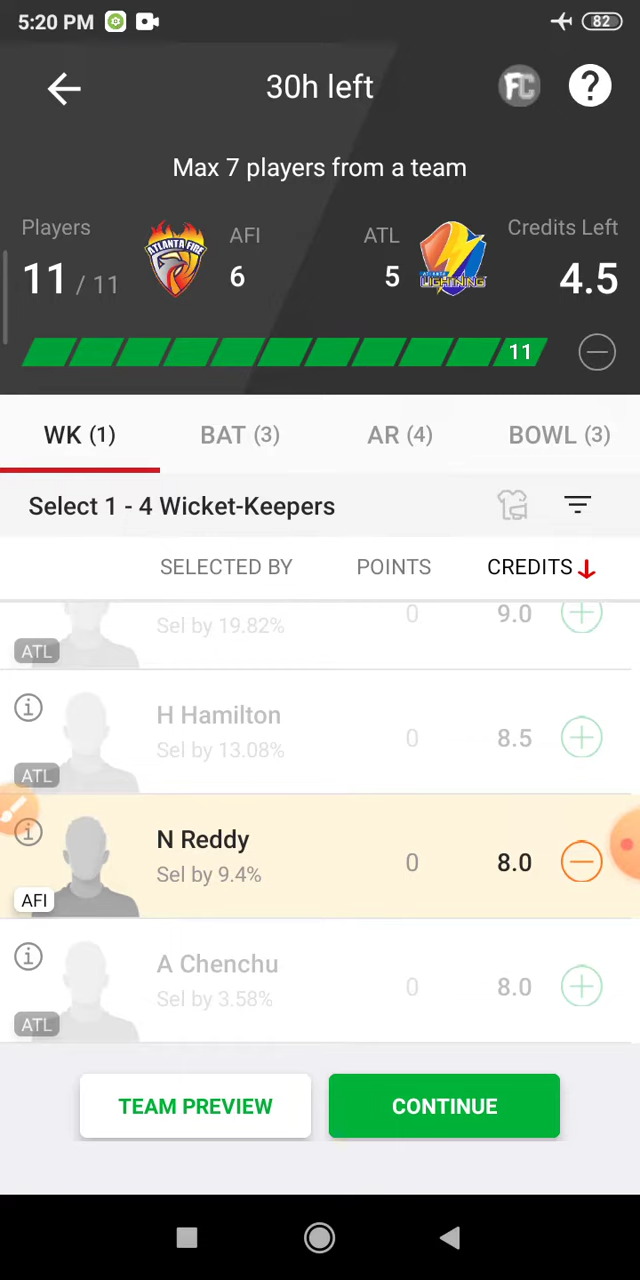 5:20 PM 82
30h left FC ?
Max 7 players from a team
Players AFI ATL Credits Left
11 / 11 ATLANTA FIRE 6 5 LIGHTNING 4.5
11
WK (1) BAT (3) AR (4) BOWL (3)
Select 1 - 4 Wicket-Keepers
SELECTED BY POINTS CREDITS
Sel by 19.82% 0 9.0
ATL
H Hamilton
Sel by 13.08% 0 8.5
ATL
N Reddy
Sel by 9.4% 0 8.0
AFI
A Chenchu
Sel by 3.58% 0 8.0
ATL
TEAM PREVIEW CONTINUE